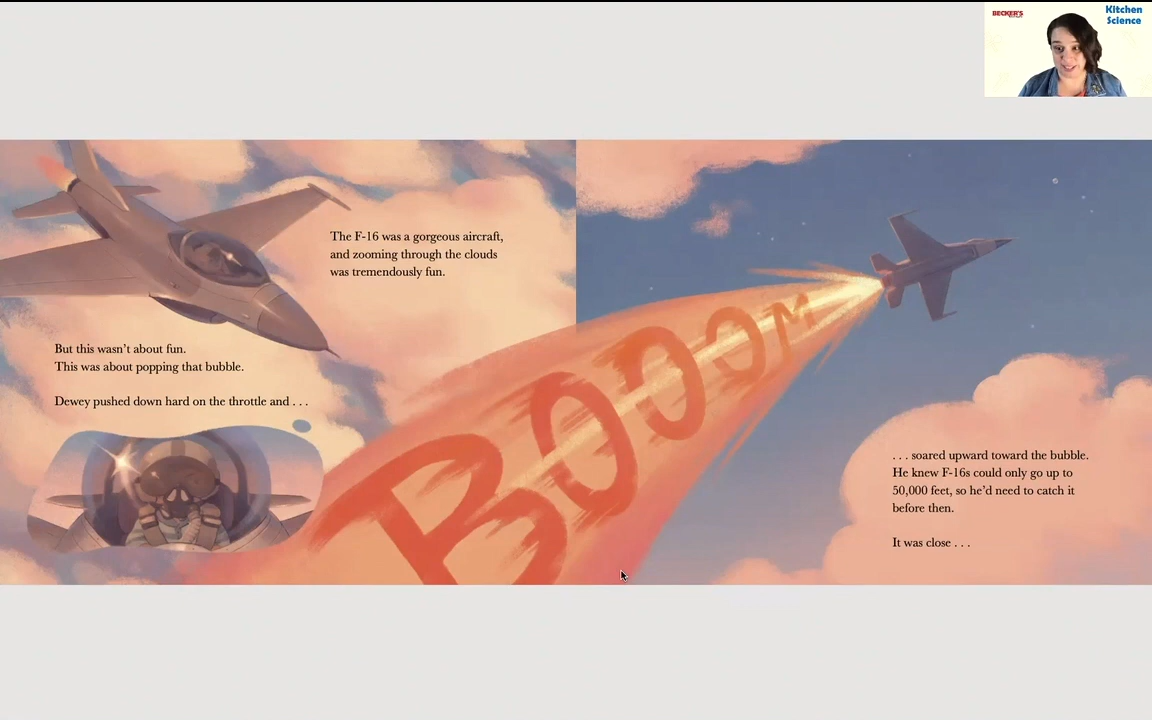 BECKER'S
Kitchen
Science
The F-16 was a gorgeous aircraft,
and zooming through the clouds
was tremendously fun.
But this wasn't about fun.
This was about popping that bubble.
Dewey pushed down hard on the throttle and . . .
BOOOM
. . . soared upward toward the bubble.
He knew F-16s could only go up to
50,000 feet, so he'd need to catch it
before then.
It was close . . .